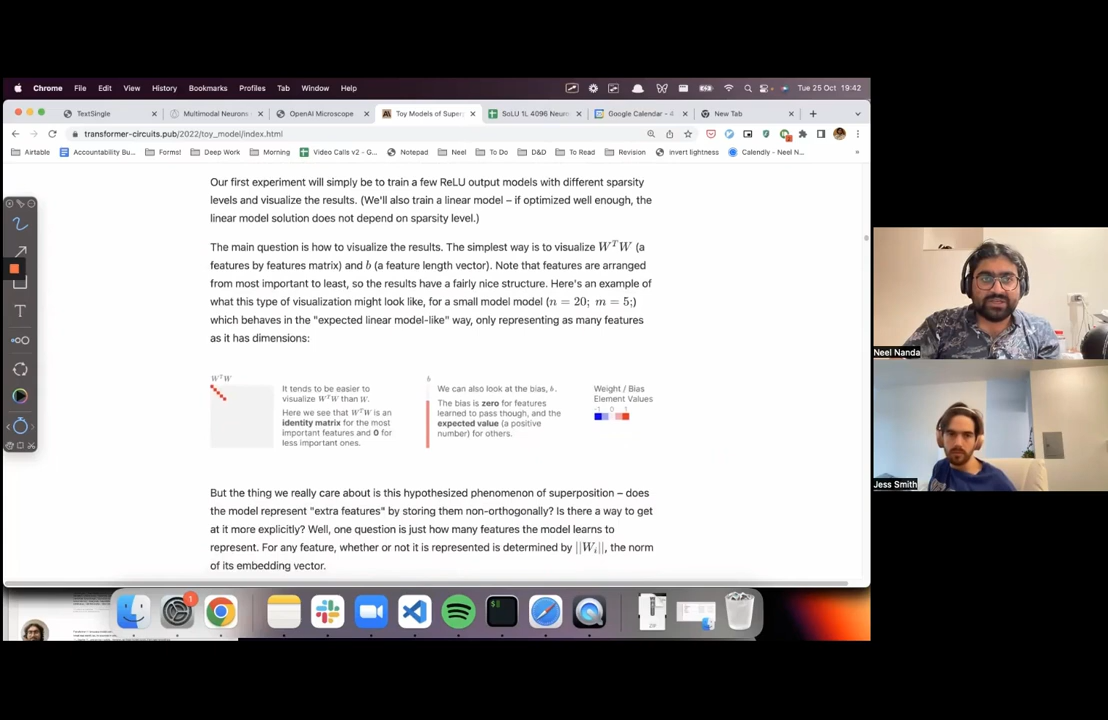 Chrome File Edit View History Bookmarks Profiles Tab Window Help Tue 25 Oct 19:42
TextSingle Multimodal Neurons OpenAI Microscope Toy Models of Super SoLU 1L 4096 Neur Google Calendar - New Tab
transformer-circuits.pub/2022/toy_model/index.html
Airtable Accountability Bu... Forms! Deep Work Morning Video Calls v2 - G... Notepad Neel To Do D&D To Read Revision invert lightness Calendly - Neel N... »
Our first experiment will simply be to train a few ReLU output models with different sparsity
levels and visualize the results. (We'll also train a linear model – if optimized well enough, the
linear model solution does not depend on sparsity level.)
The main question is how to visualize the results. The simplest way is to visualize WᵀW (a
features by features matrix) and b (a feature length vector). Note that features are arranged
from most important to least, so the results have a fairly nice structure. Here's an example of
what this type of visualization might look like, for a small model model (n = 20; m = 5;)
which behaves in the "expected linear model-like" way, only representing as many features
as it has dimensions:
WᵀW
It tends to be easier to
visualize WᵀW than W.
Here we see that WᵀW is an
identity matrix for the most
important features and 0 for
less important ones.
b
We can also look at the bias, b.
The bias is zero for features
learned to pass though, and the
expected value (a positive
number) for others.
Weight / Bias
Element Values
-1 0 1
But the thing we really care about is this hypothesized phenomenon of superposition – does
the model represent "extra features" by storing them non-orthogonally? Is there a way to get
at it more explicitly? Well, one question is just how many features the model learns to
represent. For any feature, whether or not it is represented is determined by ||Wᵢ||, the norm
of its embedding vector.
T
1
ZIP
Neel Nanda
Jess Smith